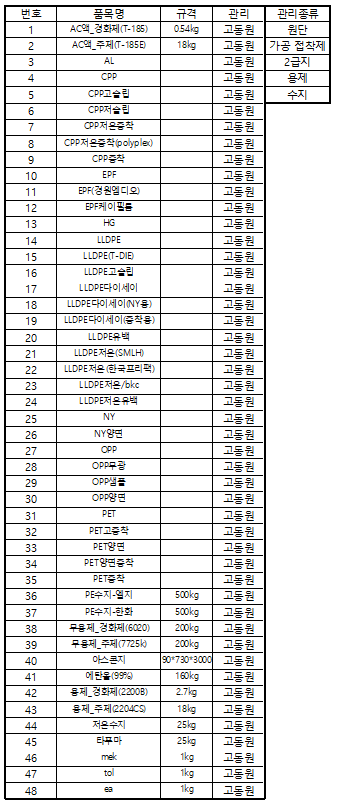 번호 품목명 규격 관리 관리종류
1 AC액_경화제(T-185) 0.54kg 고동원 원단
2 AC액_주제(T-185E) 18kg 고동원 가공 접착제
3 AL 고동원 2급지
4 CPP 고동원 용제
5 CPP고슬립 고동원 수지
6 CPP저슬립 고동원
7 CPP저온증착 고동원
8 CPP저온증착(polyplex) 고동원
9 CPP증착 고동원
10 EPF 고동원
11 EPF(경원엠디오) 고동원
12 EPF케이필름 고동원
13 HG 고동원
14 LLDPE 고동원
15 LLDPE(T-DIE) 고동원
16 LLDPE고슬립 고동원
17 LLDPE다이세이 고동원
18 LLDPE다이세이(NY용) 고동원
19 LLDPE다이세이(증착용) 고동원
20 LLDPE유백 고동원
21 LLDPE저온(SMLH) 고동원
22 LLDPE저온(한국프리팩) 고동원
23 LLDPE저온/bkc 고동원
24 LLDPE저온유백 고동원
25 NY 고동원
26 NY양면 고동원
27 OPP 고동원
28 OPP무광 고동원
29 OPP샘플 고동원
30 OPP양면 고동원
31 PET 고동원
32 PET고증착 고동원
33 PET양면 고동원
34 PET양면증착 고동원
35 PET증착 고동원
36 PE수지-엘지 500kg 고동원
37 PE수지-한화 500kg 고동원
38 무용제_경화제(6020) 200kg 고동원
39 무용제_주제(7725k) 200kg 고동원
40 아스콘지 90*730*3000 고동원
41 에탄올(99%) 160kg 고동원
42 용제_경화제(2200B) 2.7kg 고동원
43 용제_주제(2204CS) 18kg 고동원
44 저온수지 25kg 고동원
45 타푸마 25kg 고동원
46 mek 1kg 고동원
47 tol 1kg 고동원
48 ea 1kg 고동원